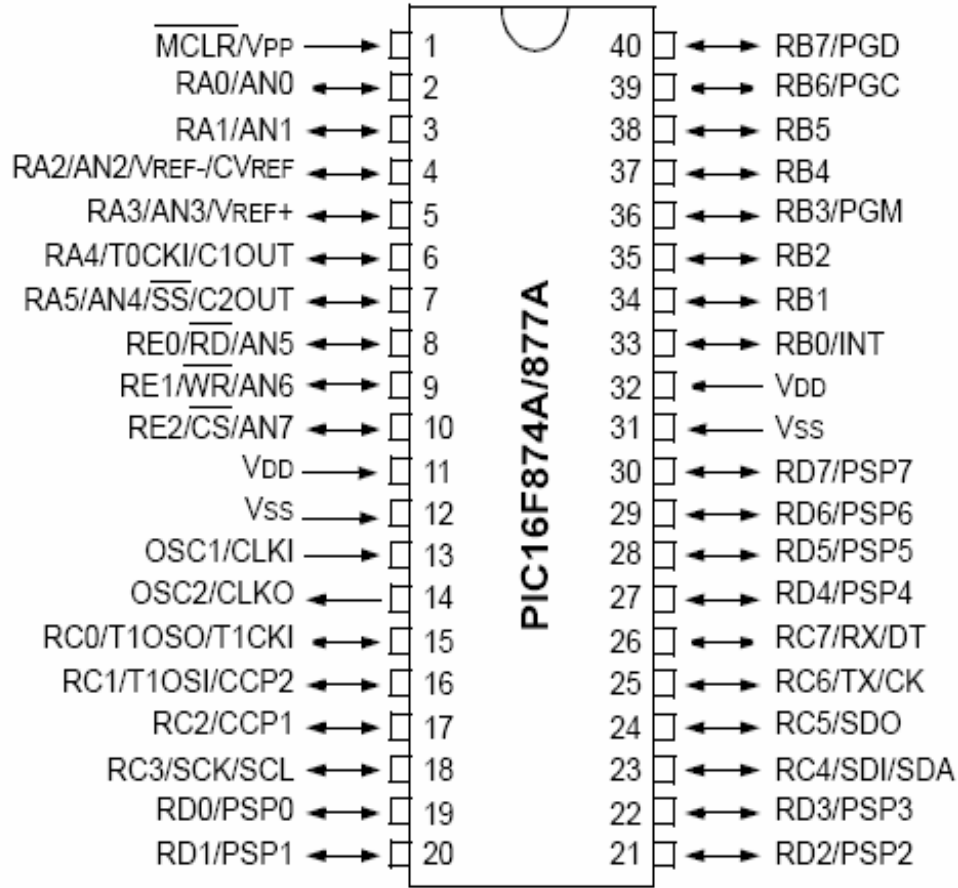 MCLR/VPP 1 40 RB7/PGD
RA0/AN0 2 39 RB6/PGC
RA1/AN1 3 38 RB5
RA2/AN2/VREF-/CVREF 4 37 RB4
RA3/AN3/VREF+ 5 36 RB3/PGM
RA4/T0CKI/C1OUT 6 35 RB2
RA5/AN4/SS/C2OUT 7 34 RB1
RE0/RD/AN5 8 33 RB0/INT
RE1/WR/AN6 9 32 VDD
RE2/CS/AN7 10 31 VSS
VDD 11 30 RD7/PSP7
VSS 12 29 RD6/PSP6
OSC1/CLKI 13 28 RD5/PSP5
OSC2/CLKO 14 27 RD4/PSP4
RC0/T1OSO/T1CKI 15 26 RC7/RX/DT
RC1/T1OSI/CCP2 16 25 RC6/TX/CK
RC2/CCP1 17 24 RC5/SDO
RC3/SCK/SCL 18 23 RC4/SDI/SDA
RD0/PSP0 19 22 RD3/PSP3
RD1/PSP1 20 21 RD2/PSP2
PIC16F874A/877A